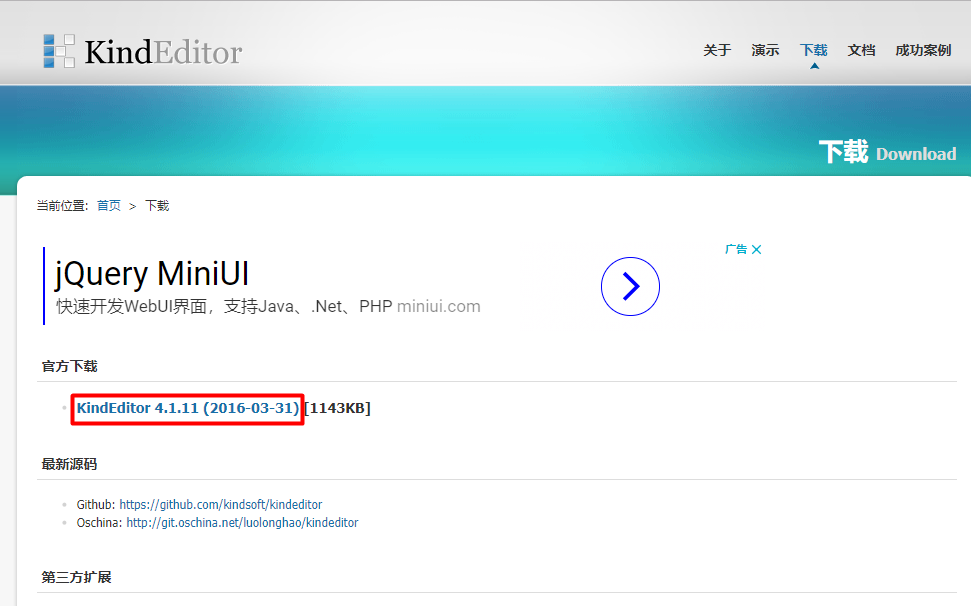 KindEditor
关于 演示 下载 文档 成功案例
下载 Download
当前位置: 首页 > 下载
广告
jQuery MiniUI
快速开发WebUI界面，支持Java、.Net、PHP miniui.com
官方下载
KindEditor 4.1.11 (2016-03-31) [1143KB]
最新源码
Github: https://github.com/kindsoft/kindeditor
Oschina: http://git.oschina.net/luolonghao/kindeditor
第三方扩展